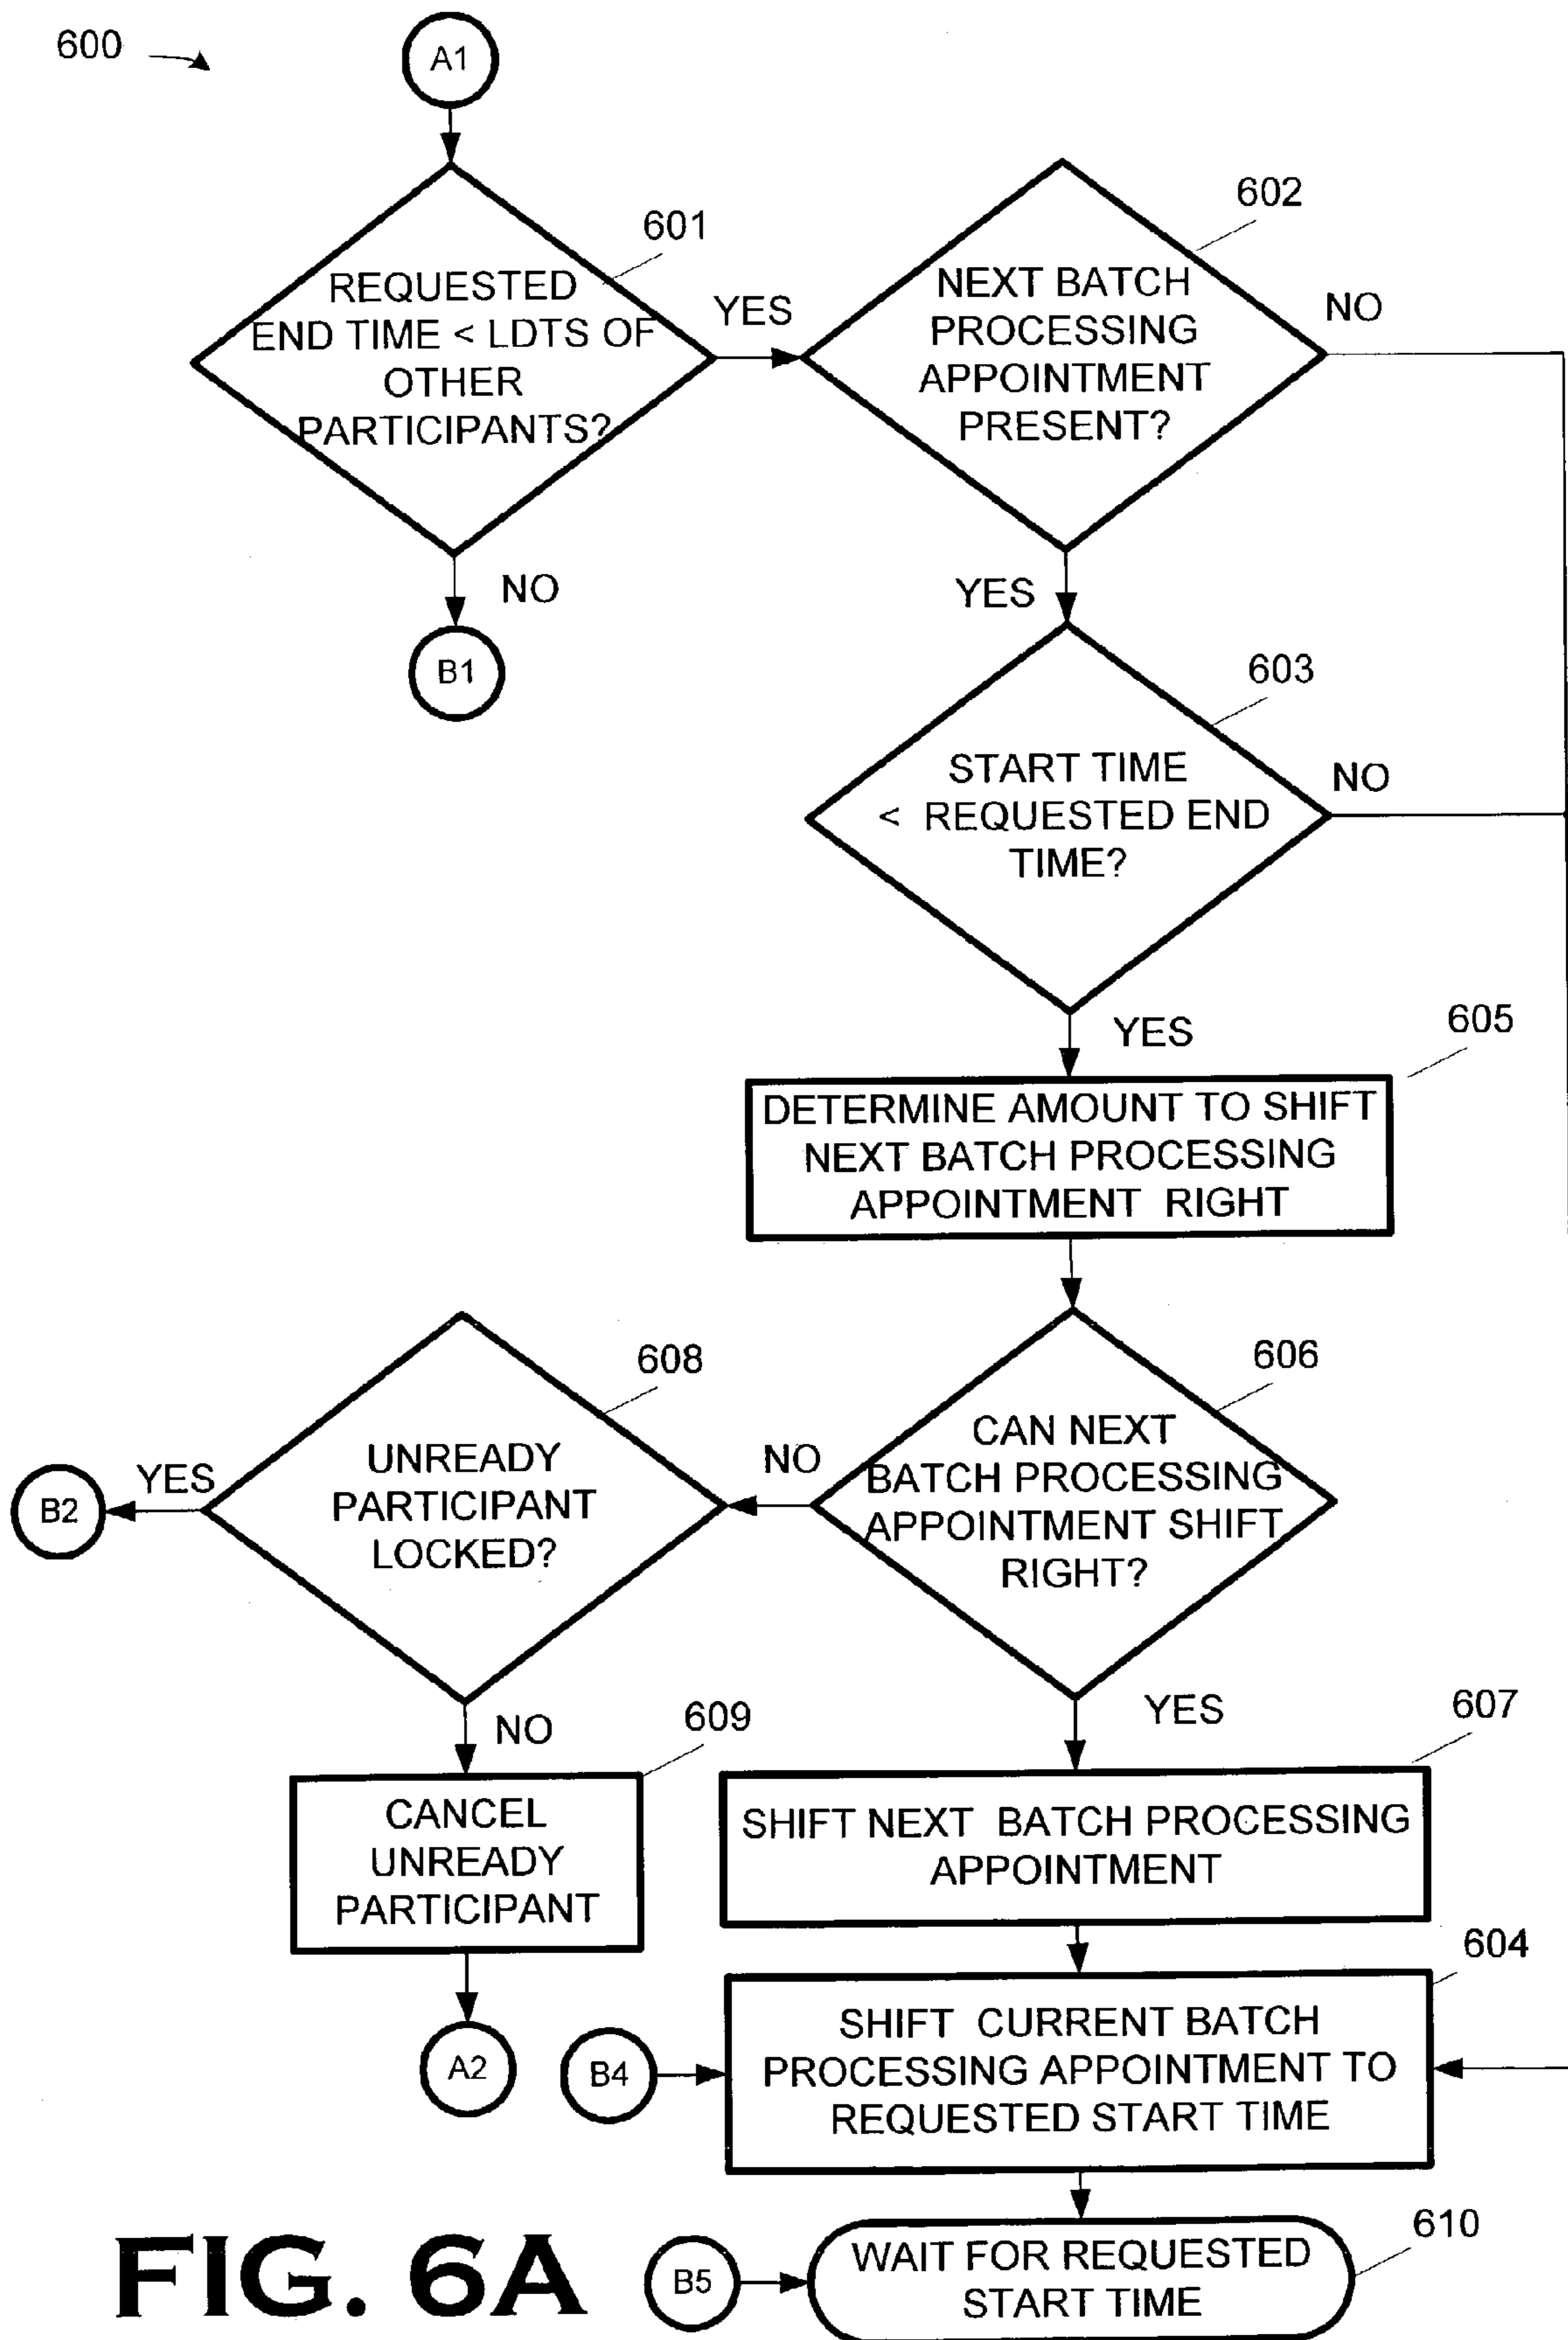 600
A1
601
REQUESTED
END TIME < LDTS OF
OTHER
PARTICIPANTS?
YES
602
NEXT BATCH
PROCESSING
APPOINTMENT
PRESENT?
NO
NO
B1
YES
603
START TIME
< REQUESTED END
TIME?
NO
YES
605
DETERMINE AMOUNT TO SHIFT
NEXT BATCH PROCESSING
APPOINTMENT RIGHT
606
CAN NEXT
BATCH PROCESSING
APPOINTMENT SHIFT
RIGHT?
NO
608
UNREADY
PARTICIPANT
LOCKED?
YES
B2
NO
609
CANCEL
UNREADY
PARTICIPANT
A2
YES
607
SHIFT NEXT BATCH PROCESSING
APPOINTMENT
604
SHIFT CURRENT BATCH
PROCESSING APPOINTMENT TO
REQUESTED START TIME
B4
610
WAIT FOR REQUESTED
START TIME
B5
FIG. 6A